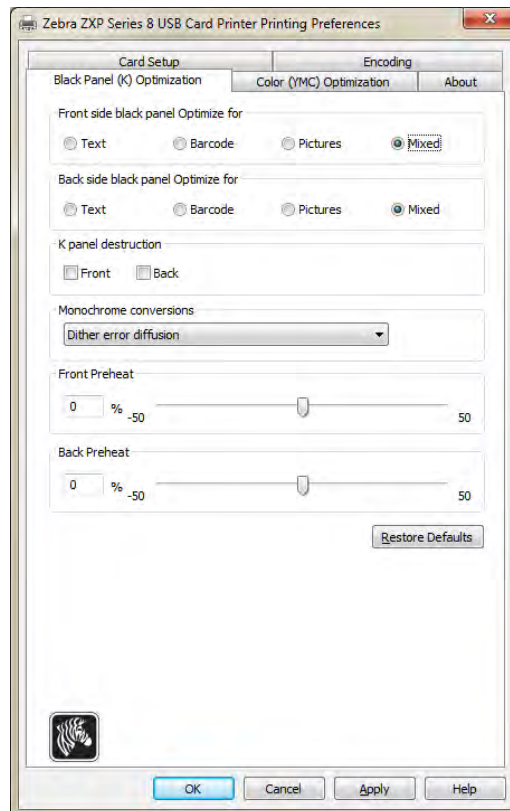 Zebra ZXP Series 8 USB Card Printer Printing Preferences
Card Setup Encoding
Black Panel (K) Optimization Color (YMC) Optimization About
Front side black panel Optimize for
Text Barcode Pictures Mixed
Back side black panel Optimize for
Text Barcode Pictures Mixed
K panel destruction
Front Back
Monochrome conversions
Dither error diffusion
Front Preheat
0 % -50 50
Back Preheat
0 % -50 50
Restore Defaults
OK Cancel Apply Help